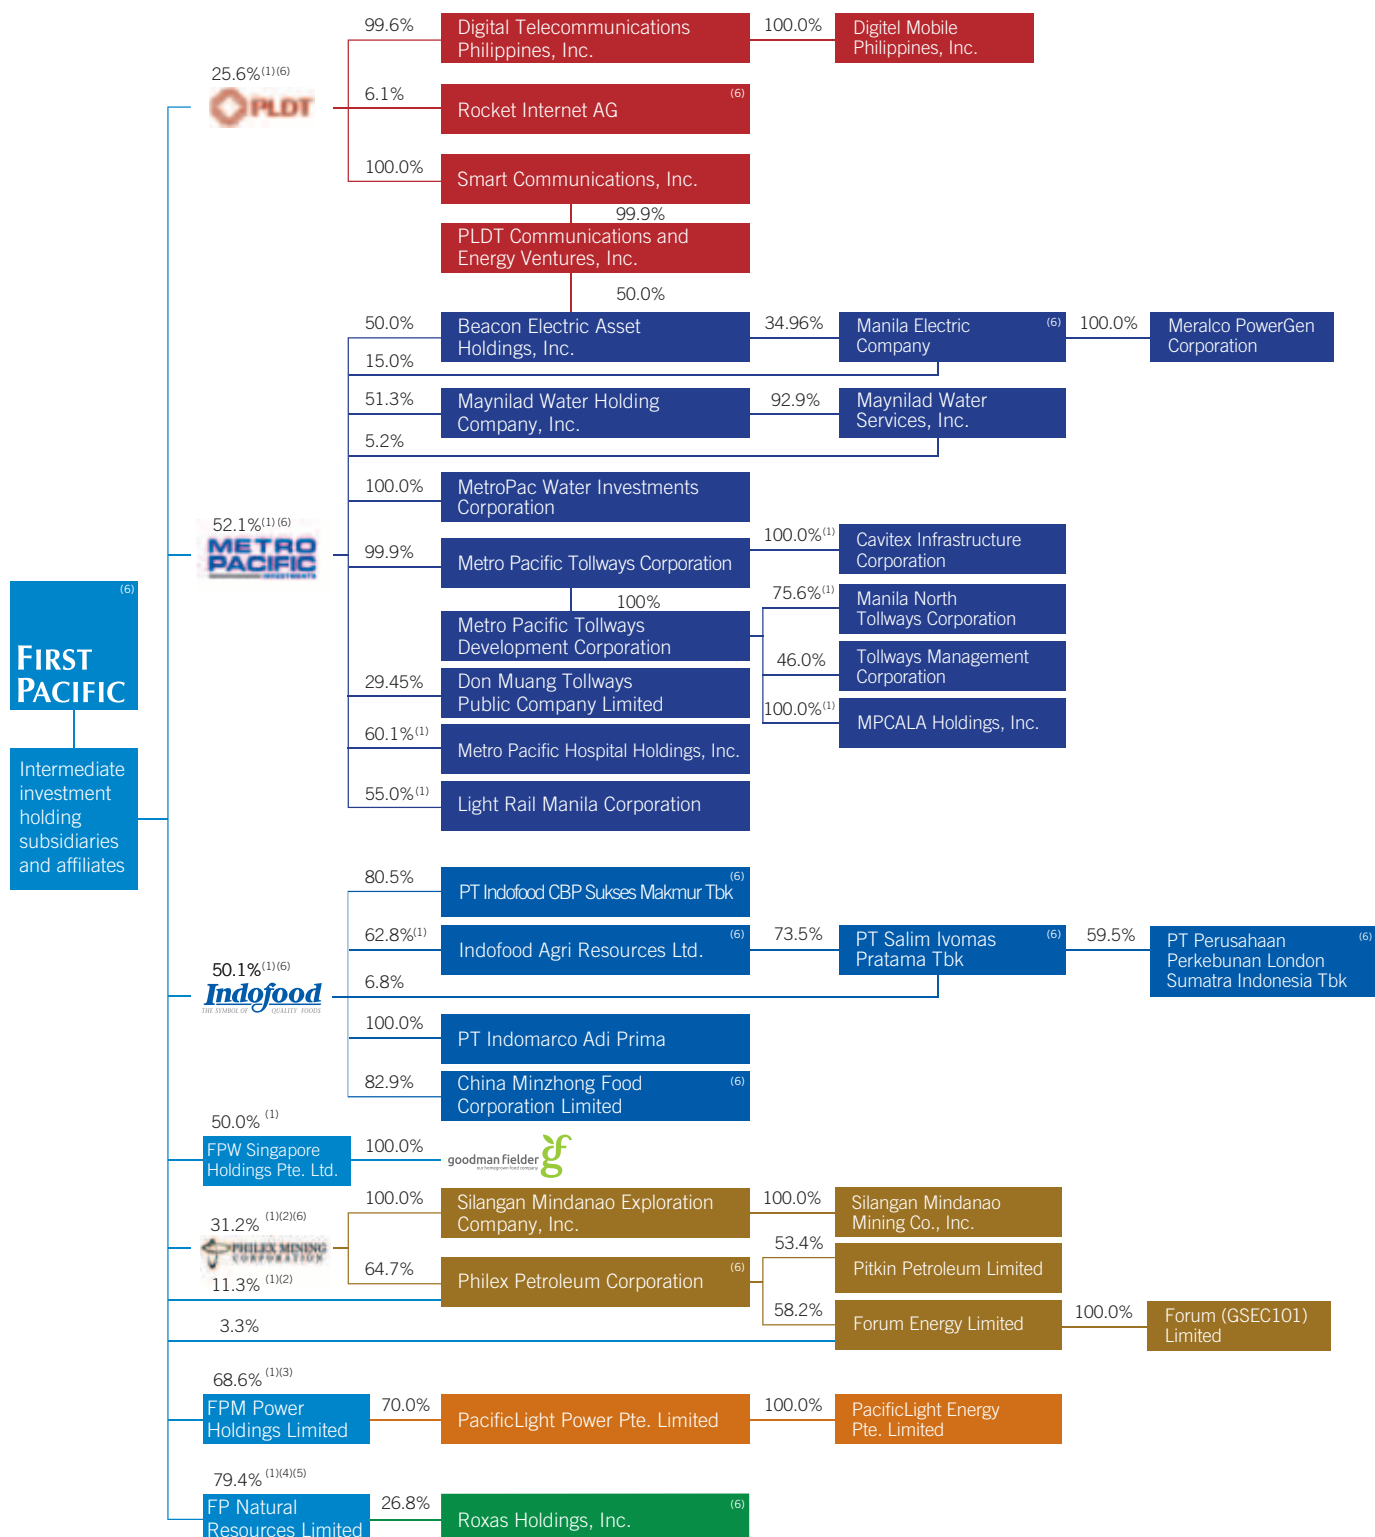 99.6%
Digital Telecommunications
Philippines, Inc.
100.0%
Digitel Mobile
Philippines, Inc.
25.6% (1)(6)
PLDT
6.1%
Rocket Internet AG
(6)
100.0%
Smart Communications, Inc.
99.9%
PLDT Communications and
Energy Ventures, Inc.
50.0%
50.0%
Beacon Electric Asset
Holdings, Inc.
34.96%
Manila Electric
Company
(6)
100.0%
Meralco PowerGen
Corporation
15.0%
51.3%
Maynilad Water Holding
Company, Inc.
92.9%
Maynilad Water
Services, Inc.
5.2%
100.0%
MetroPac Water Investments
Corporation
52.1% (1)(6)
METRO
PACIFIC
INVESTMENTS
99.9%
Metro Pacific Tollways Corporation
100.0% (1)
Cavitex Infrastructure
Corporation
100%
Metro Pacific Tollways
Development Corporation
75.6% (1)
Manila North
Tollways Corporation
46.0%
Tollways Management
Corporation
100.0% (1)
MPCALA Holdings, Inc.
29.45%
Don Muang Tollways
Public Company Limited
60.1% (1)
Metro Pacific Hospital Holdings, Inc.
55.0% (1)
Light Rail Manila Corporation
(6)
FIRST
PACIFIC
Intermediate
investment
holding
subsidiaries
and affiliates
80.5%
PT Indofood CBP Sukses Makmur Tbk
(6)
62.8% (1)
Indofood Agri Resources Ltd.
(6)
73.5%
PT Salim Ivomas
Pratama Tbk
(6)
59.5%
PT Perusahaan
Perkebunan London
Sumatra Indonesia Tbk
(6)
50.1% (1)(6)
Indofood
THE SYMBOL OF QUALITY FOODS
6.8%
100.0%
PT Indomarco Adi Prima
82.9%
China Minzhong Food
Corporation Limited
(6)
50.0% (1)
FPW Singapore
Holdings Pte. Ltd.
100.0%
goodman fielder
our homegrown food company
gf
31.2% (1)(2)(6)
PHILEX MINING
CORPORATION
100.0%
Silangan Mindanao Exploration
Company, Inc.
100.0%
Silangan Mindanao
Mining Co., Inc.
64.7%
Philex Petroleum Corporation
(6)
53.4%
Pitkin Petroleum Limited
11.3% (1)(2)
58.2%
Forum Energy Limited
100.0%
Forum (GSEC101)
Limited
3.3%
68.6% (1)(3)
FPM Power
Holdings Limited
70.0%
PacificLight Power Pte. Limited
100.0%
PacificLight Energy
Pte. Limited
79.4% (1)(4)(5)
FP Natural
Resources Limited
26.8%
Roxas Holdings, Inc.
(6)